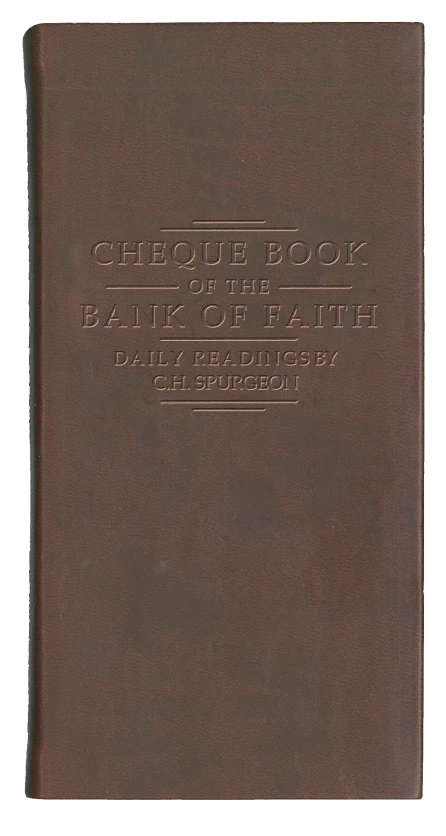 CHEQUE BOOK
OF THE
BANK OF FAITH
DAILY READINGS BY
C.H. SPURGEON